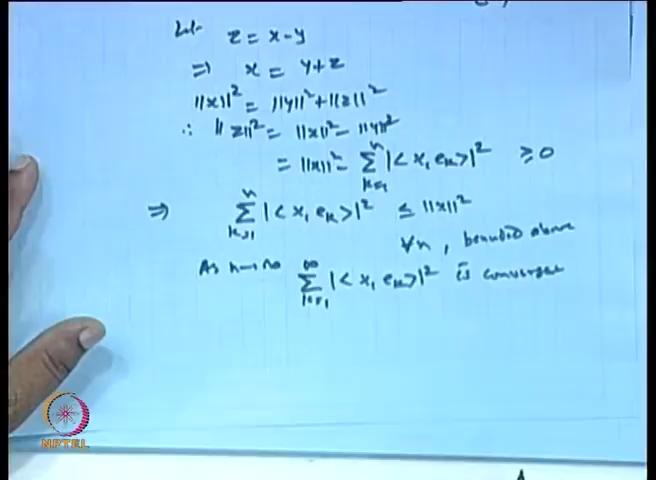 Let z = x-y
⇒ x = y+z
||x||² = ||y||² + ||z||²
∴ ||z||² = ||x||² - ||y||²
= ||x||² - Σ_{k=1}^{n} |<x, e_k>|² ≥ 0
⇒ Σ_{k=1}^{n} |<x, e_k>|² ≤ ||x||²
∀n, bounded above
As n→∞ Σ_{k=1}^{∞} |<x, e_k>|² is converges
NPTEL